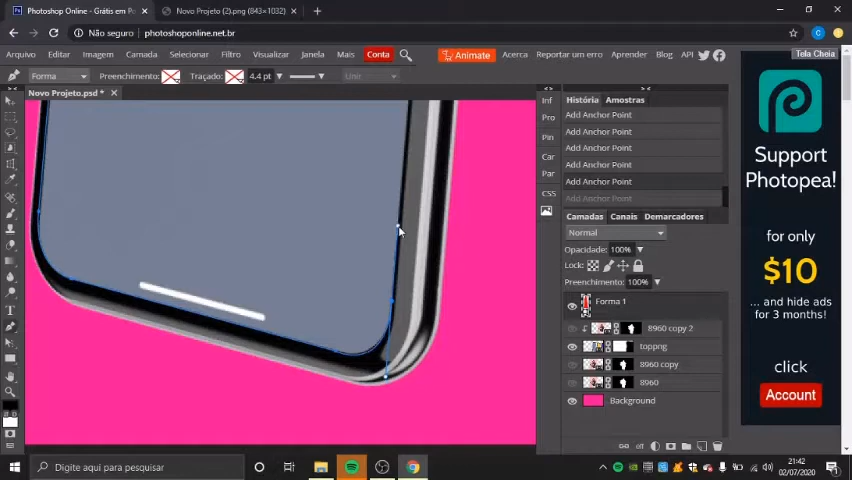 Photoshop Online - Grátis em Po
Novo Projeto (2).png (843×1032)
Não seguro
photoshoponline.net.br
Arquivo
Editar
Imagem
Camada
Selecionar
Filtro
Visualizar
Janela
Mais
Conta
Animate
Acerca
Reportar um erro
Aprender
Blog
API
Tela Cheia
Forma
Preenchimento:
Traçado:
4.4 pt
Unir
Novo Projeto.psd *
Inf
Pro
Pin
Car
Par
CSS
História
Amostras
Add Anchor Point
Add Anchor Point
Add Anchor Point
Add Anchor Point
Add Anchor Point
Add Anchor Point
Camadas
Canais
Demarcadores
Normal
Opacidade: 100%
Lock:
Preenchimento: 100%
Forma 1
8960 copy 2
toppng
8960 copy
8960
Background
off
Support
Photopea!
for only
$10
... and hide ads
for 3 months!
click
Account
Digite aqui para pesquisar
21:42
02/07/2020